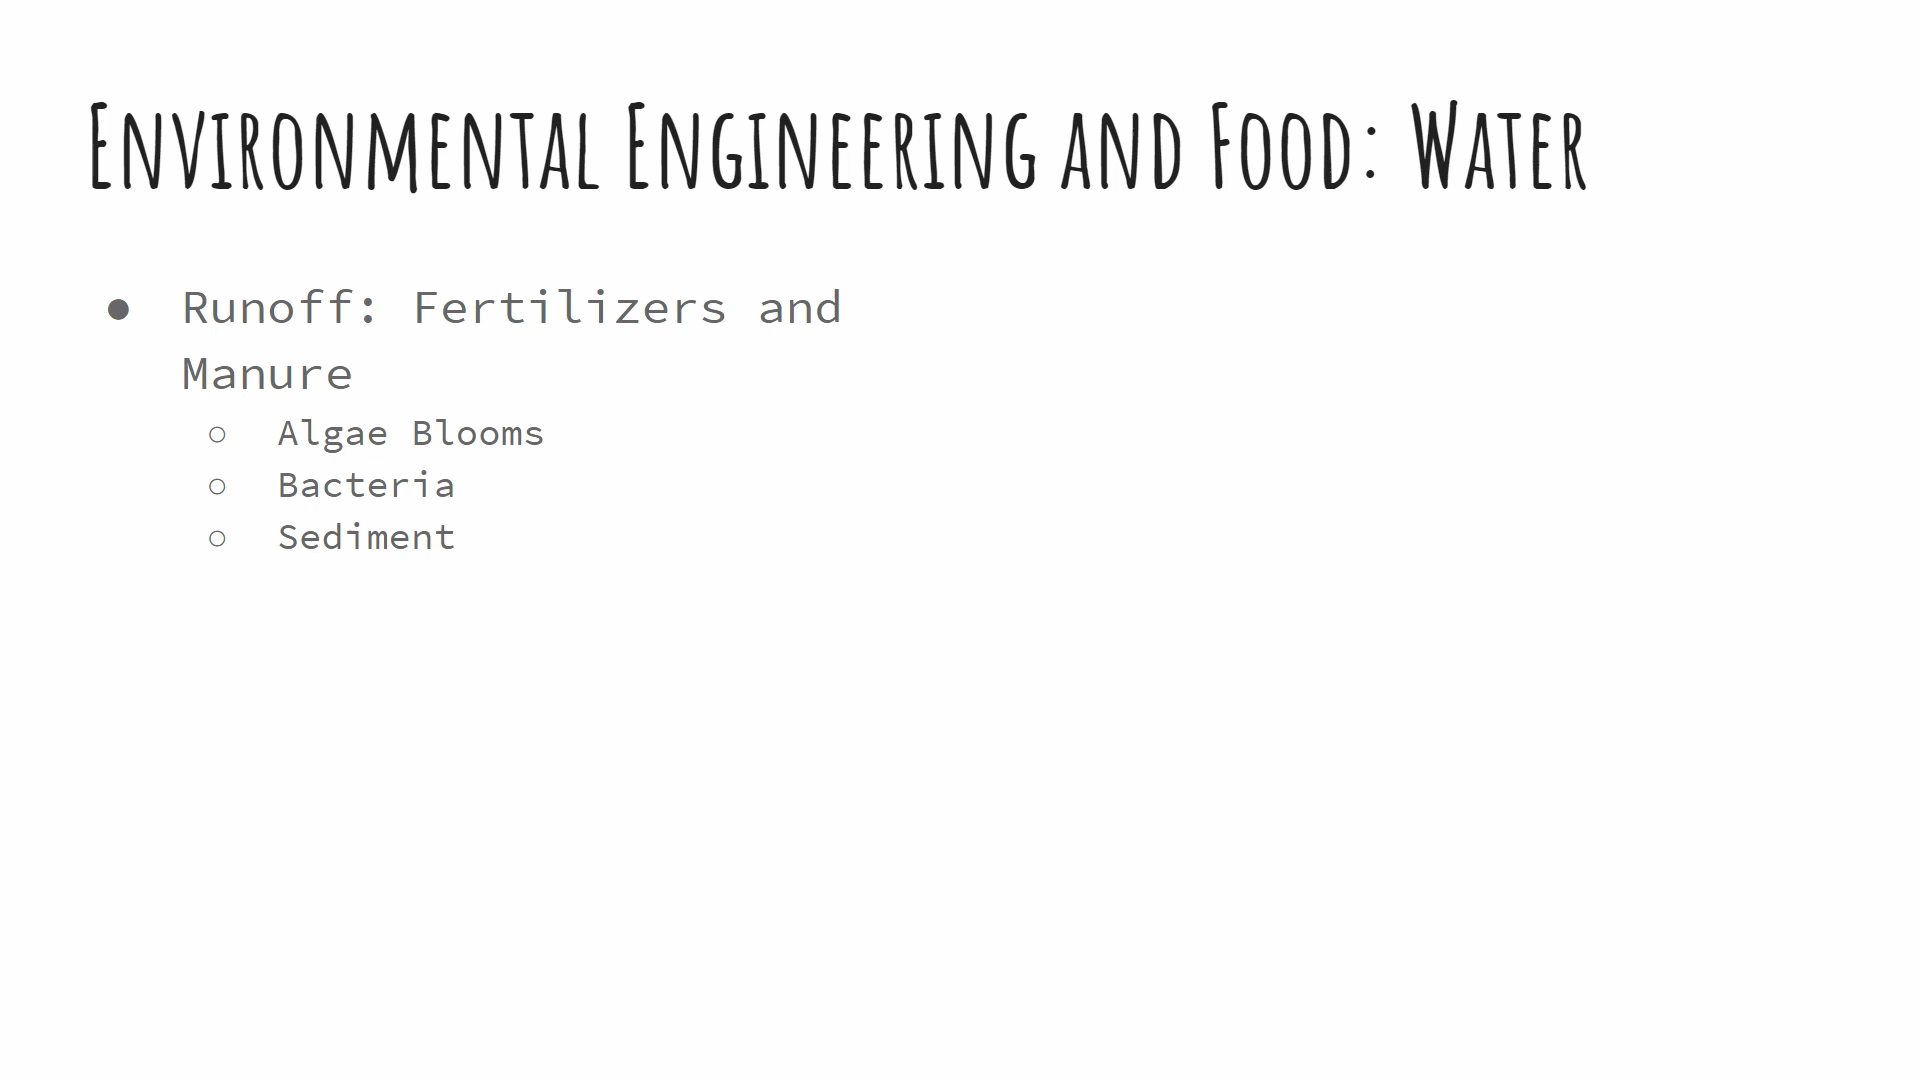 Environmental Engineering and Food: Water
● Runoff: Fertilizers and
Manure
○ Algae Blooms
○ Bacteria
○ Sediment